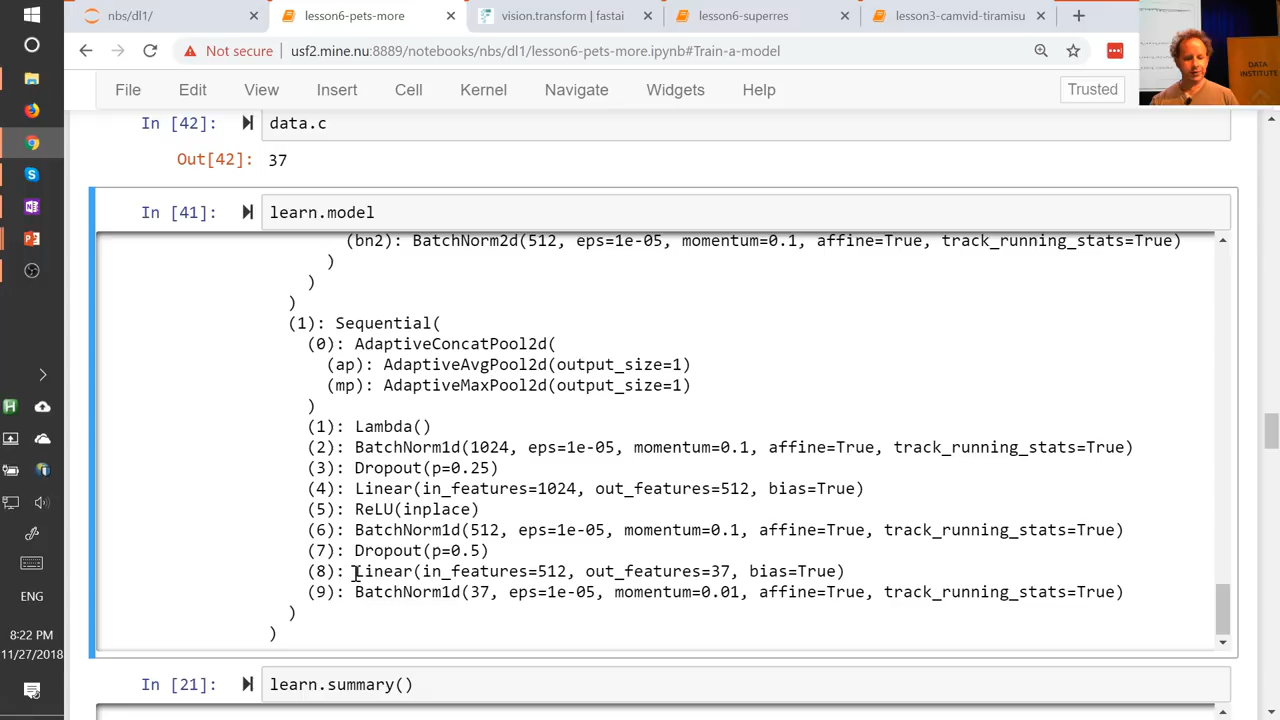 nbs/dl1/
lesson6-pets-more
vision.transform | fastai
lesson6-superres
lesson3-camvid-tiramisu
Not secure
usf2.mine.nu:8889/notebooks/nbs/dl1/lesson6-pets-more.ipynb#Train-a-model
DATA
INSTITUTE
File Edit View Insert Cell Kernel Navigate Widgets Help
Trusted
In [42]: data.c
Out[42]: 37
In [41]: learn.model
(bn2): BatchNorm2d(512, eps=1e-05, momentum=0.1, affine=True, track_running_stats=True)
)
)
)
(1): Sequential(
(0): AdaptiveConcatPool2d(
(ap): AdaptiveAvgPool2d(output_size=1)
(mp): AdaptiveMaxPool2d(output_size=1)
)
(1): Lambda()
(2): BatchNorm1d(1024, eps=1e-05, momentum=0.1, affine=True, track_running_stats=True)
(3): Dropout(p=0.25)
(4): Linear(in_features=1024, out_features=512, bias=True)
(5): ReLU(inplace)
(6): BatchNorm1d(512, eps=1e-05, momentum=0.1, affine=True, track_running_stats=True)
(7): Dropout(p=0.5)
(8): Linear(in_features=512, out_features=37, bias=True)
(9): BatchNorm1d(37, eps=1e-05, momentum=0.01, affine=True, track_running_stats=True)
)
)
In [21]: learn.summary()
ENG
8:22 PM
11/27/2018